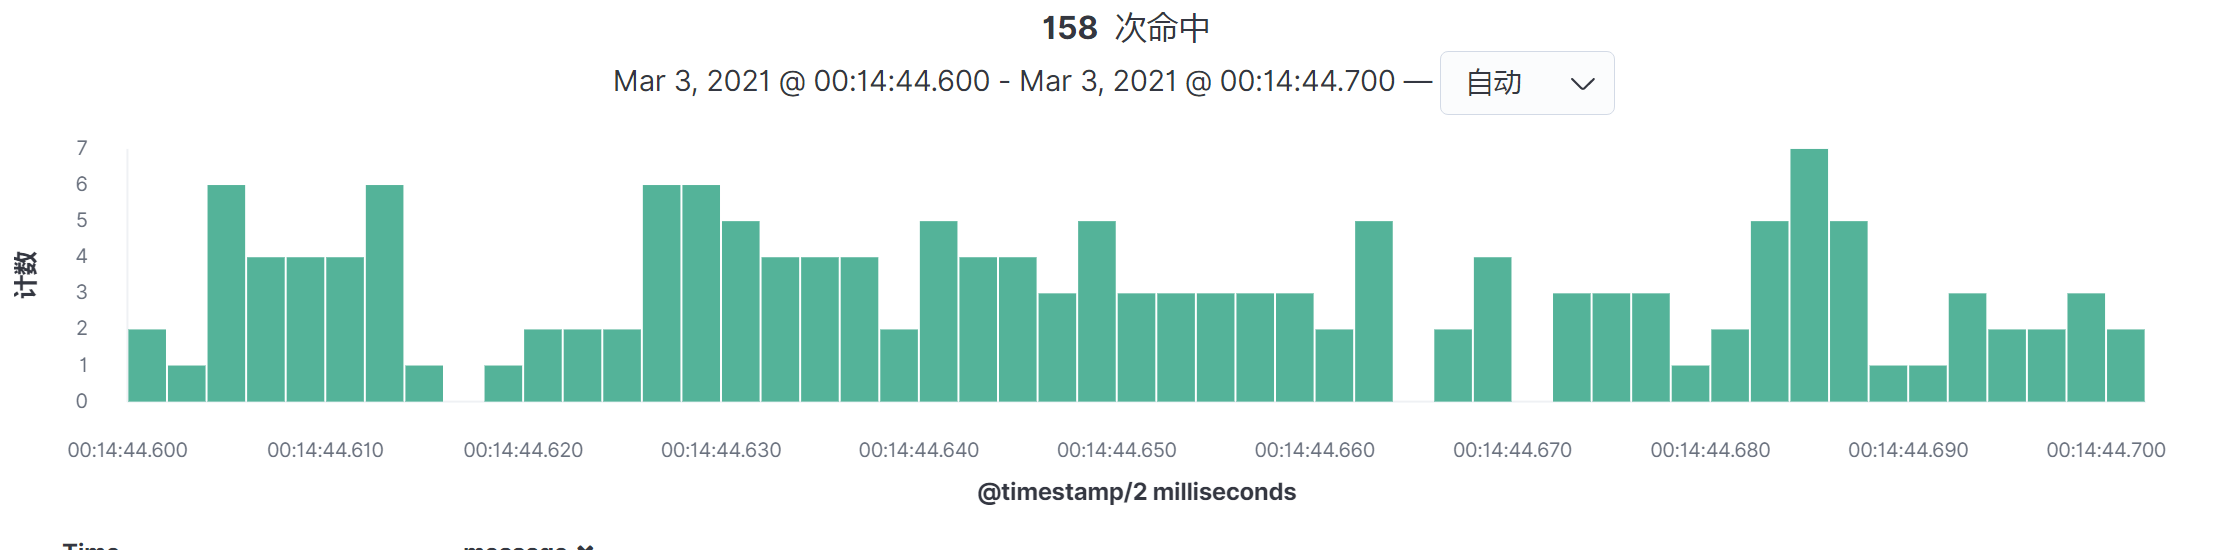 158 次命中
Mar 3, 2021 @ 00:14:44.600 - Mar 3, 2021 @ 00:14:44.700 — 自动
7
6
5
4
3
2
1
0
计数
00:14:44.600 00:14:44.610 00:14:44.620 00:14:44.630 00:14:44.640 00:14:44.650 00:14:44.660 00:14:44.670 00:14:44.680 00:14:44.690 00:14:44.700
@timestamp/2 milliseconds
Time message